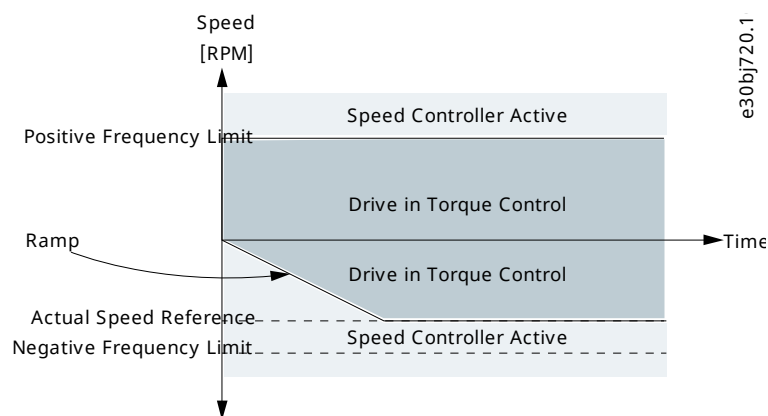 Speed
[RPM]
e30bj720.1
Speed Controller Active
Positive Frequency Limit
Drive in Torque Control
Ramp
Time
Drive in Torque Control
Actual Speed Reference
Speed Controller Active
Negative Frequency Limit